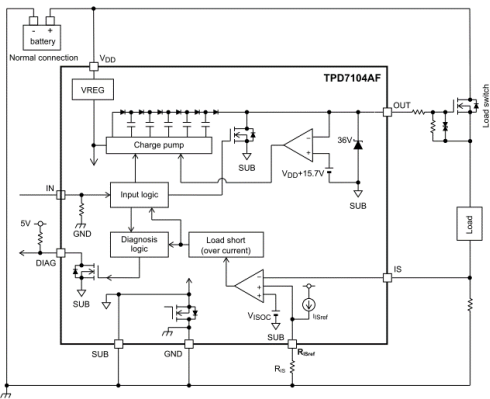 - +
battery
Normal connection
VDD
TPD7104AF
VREG
OUT
Load switch
Charge pump
SUB
36V
VDD+15.7V
SUB
IN
Input logic
GND
5V
Diagnosis
logic
Load short
(over current)
Load
DIAG
IS
SUB
VISOC
IISref
SUB
SUB
GND
RISref
RIS